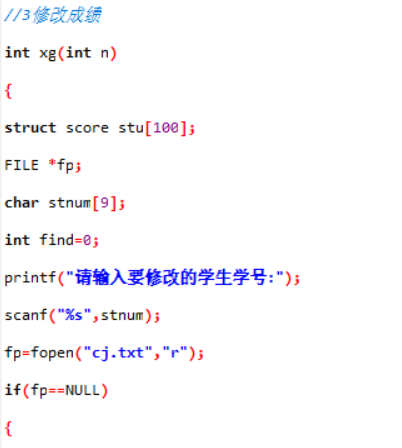 //3修改成绩
int xg(int n)
{
struct score stu[100];
FILE *fp;
char stnum[9];
int find=0;
printf("请输入要修改的学生学号:");
scanf("%s",stnum);
fp=fopen("cj.txt","r");
if(fp==NULL)
{